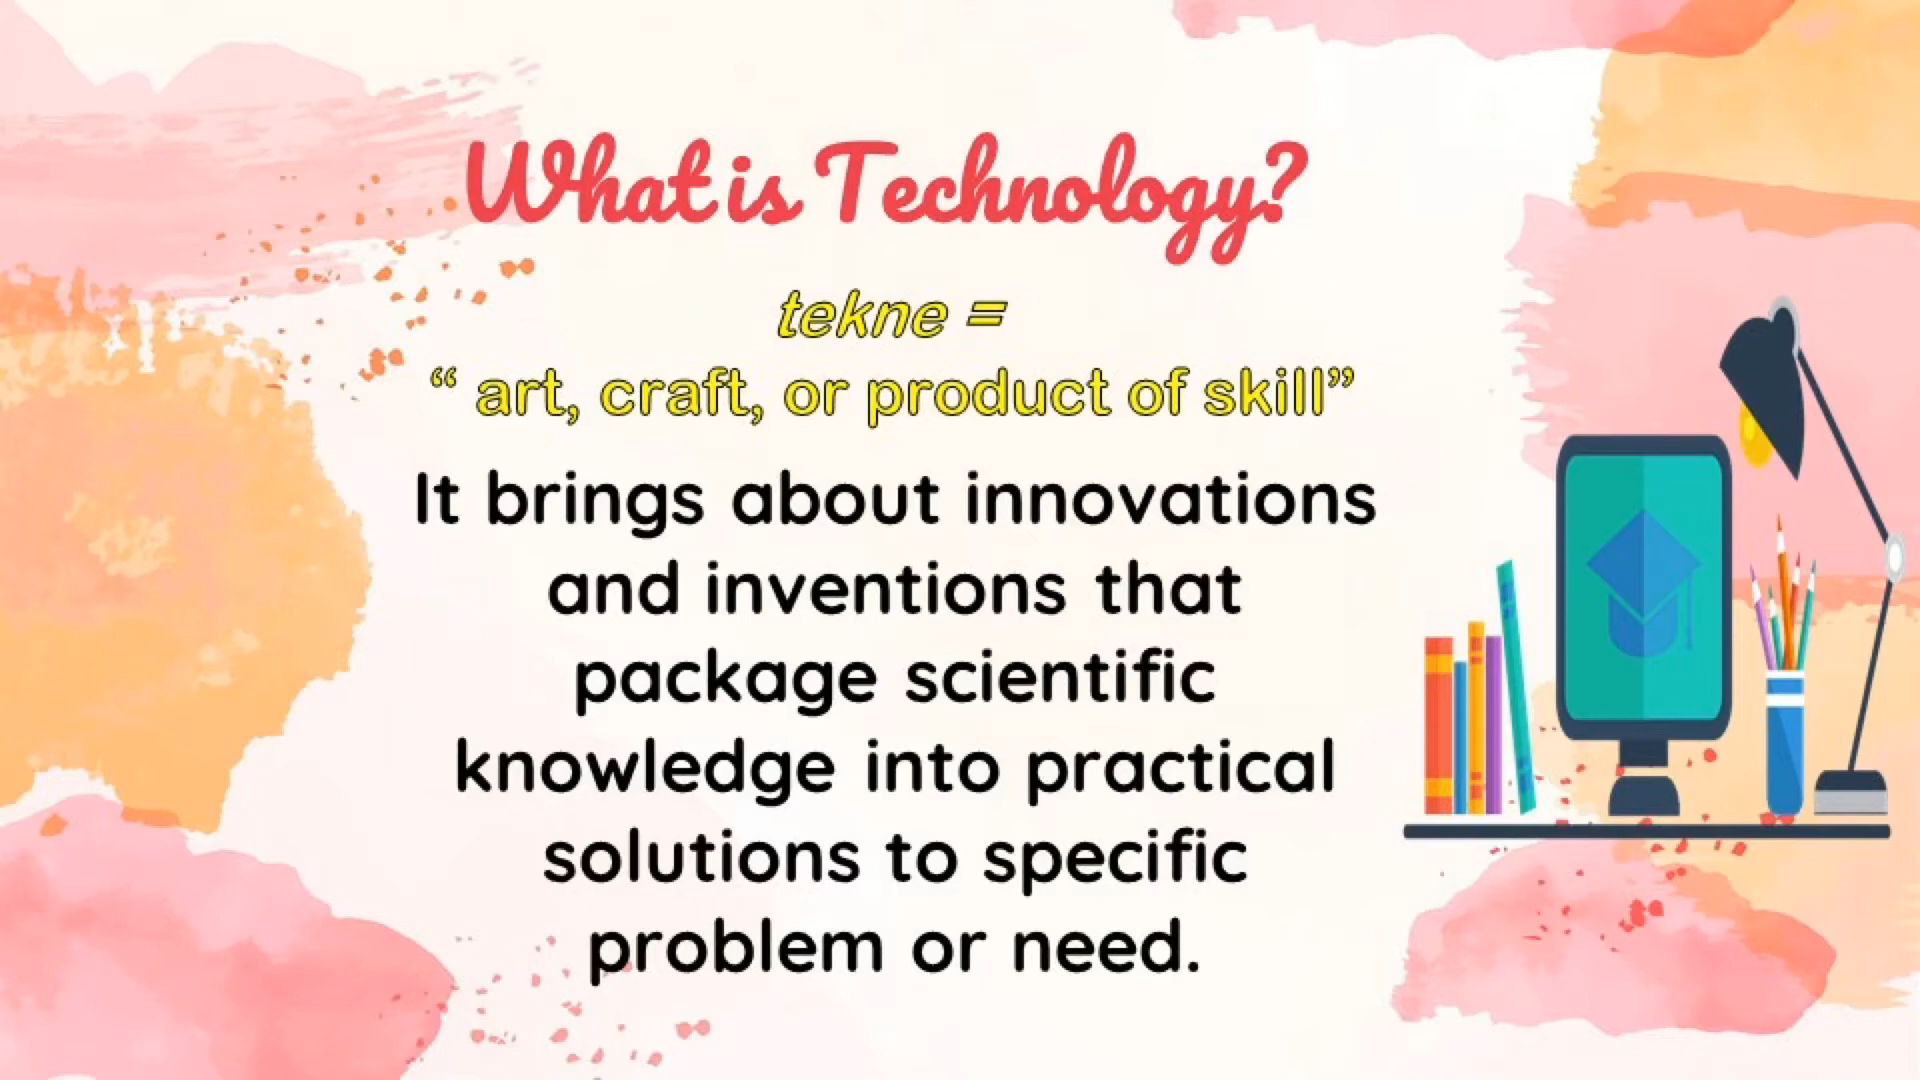 What is Technology?
tekne =
“ art, craft, or product of skill”
It brings about innovations
and inventions that
package scientific
knowledge into practical
solutions to specific
problem or need.